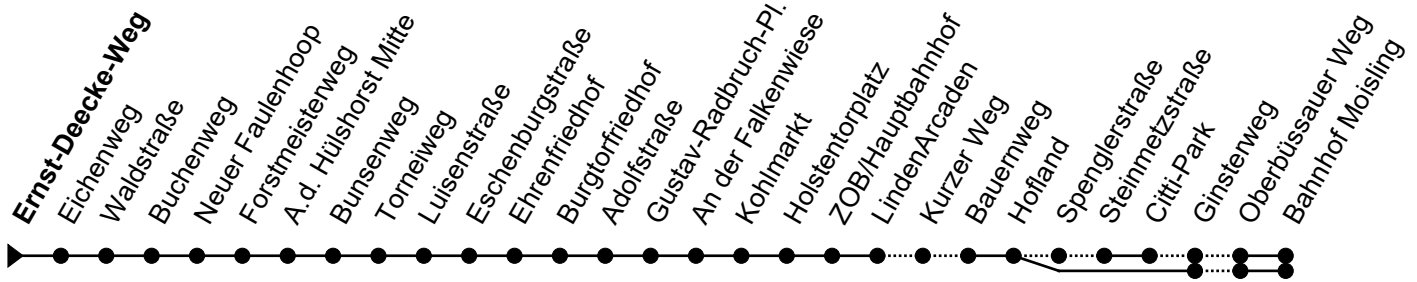 Ernst-Deecke-Weg
Eichenweg
Waldstraße
Buchenweg
Neuer Faulenhoop
Forstmeisterweg
A.d. Hülshorst Mitte
Bunsenweg
Torneiweg
Luisenstraße
Eschenburgstraße
Ehrenfriedhof
Burgtorfriedhof
Adolfstraße
Gustav-Radbruch-Pl.
An der Falkenwiese
Kohlmarkt
Holstentorplatz
ZOB/Hauptbahnhof
LindenArcaden
Kurzer Weg
Bauernweg
Hofland
Spenglerstraße
Steinmetzstraße
Citti-Park
Ginsterweg
Oberbüssauer Weg
Bahnhof Moisling